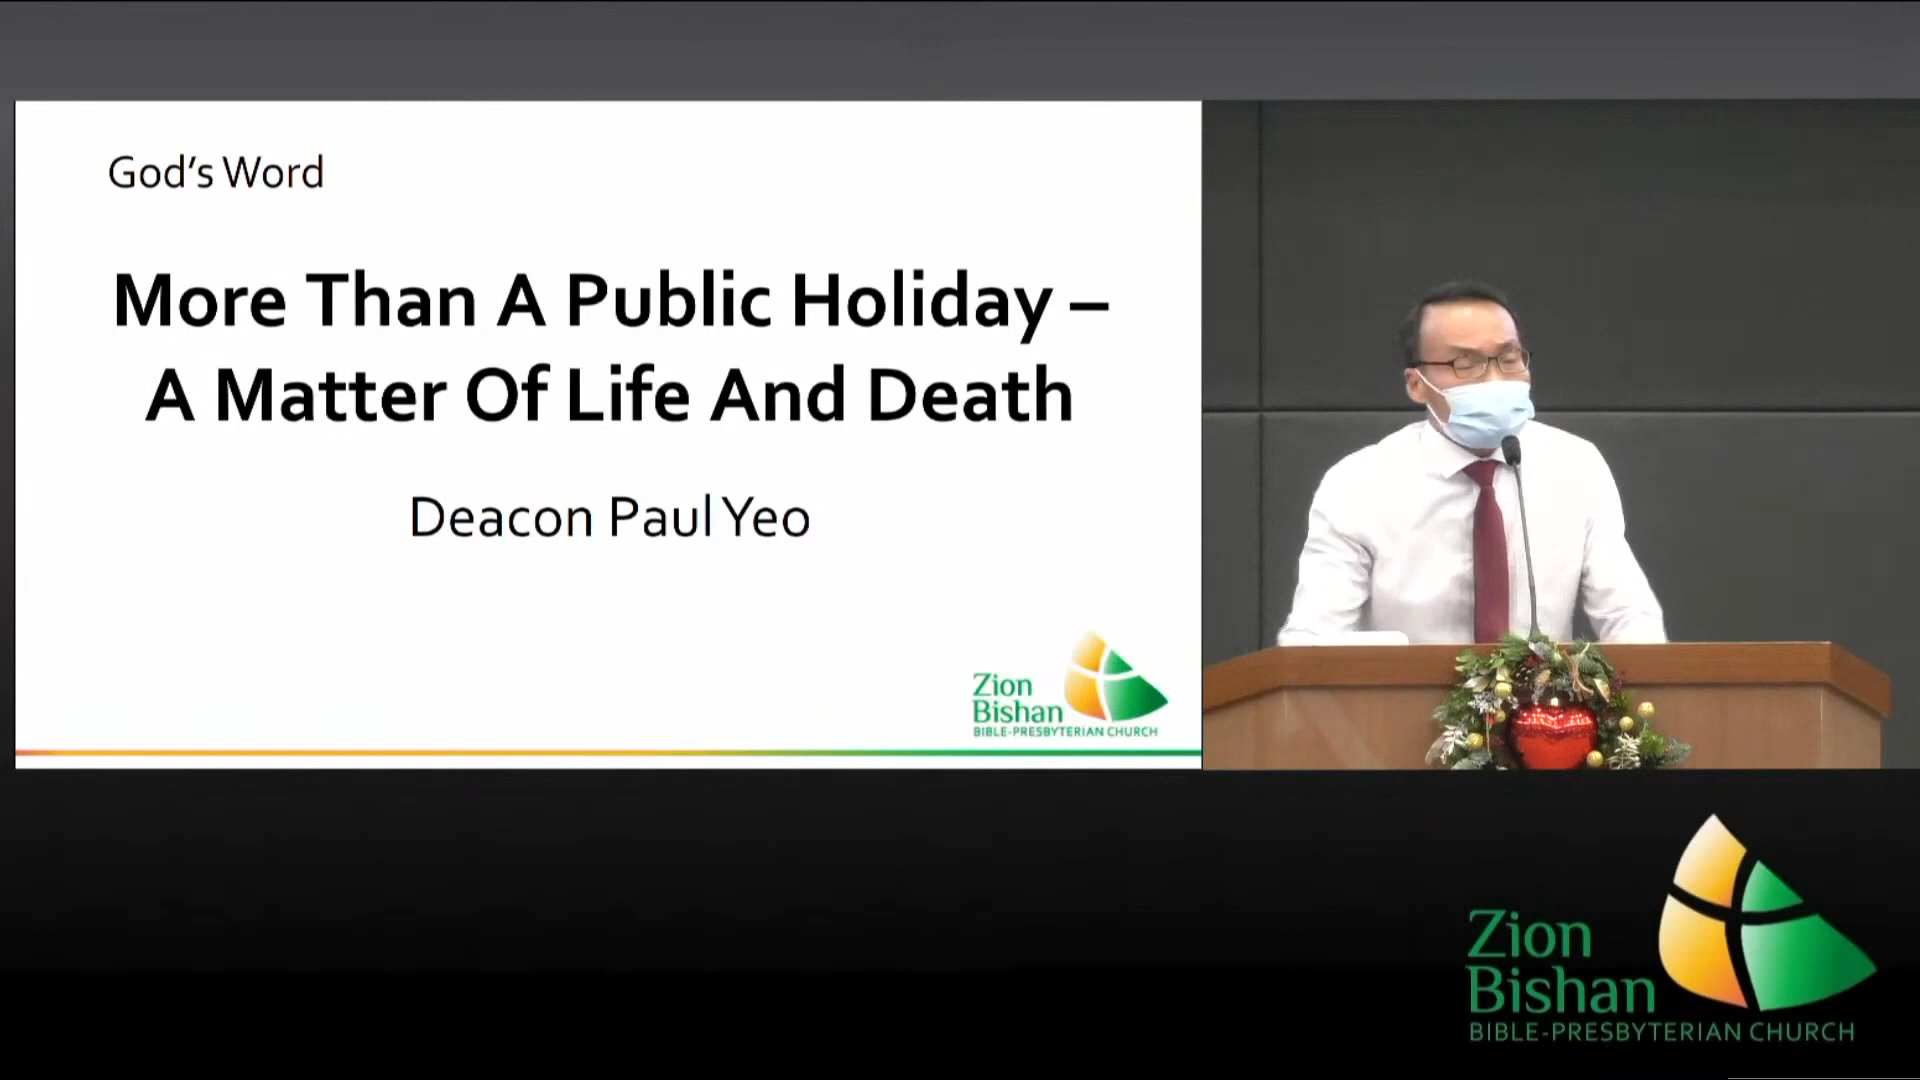 God's Word
More Than A Public Holiday –
A Matter Of Life And Death
Deacon Paul Yeo
Zion
Bishan
BIBLE-PRESBYTERIAN CHURCH
Zion
Bishan
BIBLE-PRESBYTERIAN CHURCH